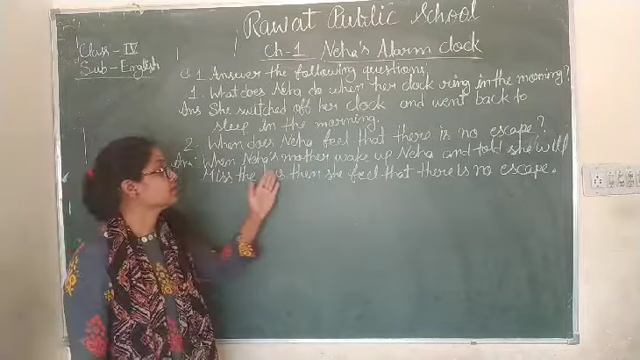 Rawat Public School
Class - IV
Sub - English
Ch-1 Neha's Alarm clock
Q.1 Answer the following questions:
1. What does Neha do when her clock ring in the morning?
Ans She switched off her clock and went back to
sleep in the morning.
2. When does Neha feel that there is no escape?
Ans. When Neha's mother wake up Neha and told she will
Miss the bus then she feel that there is no escape.